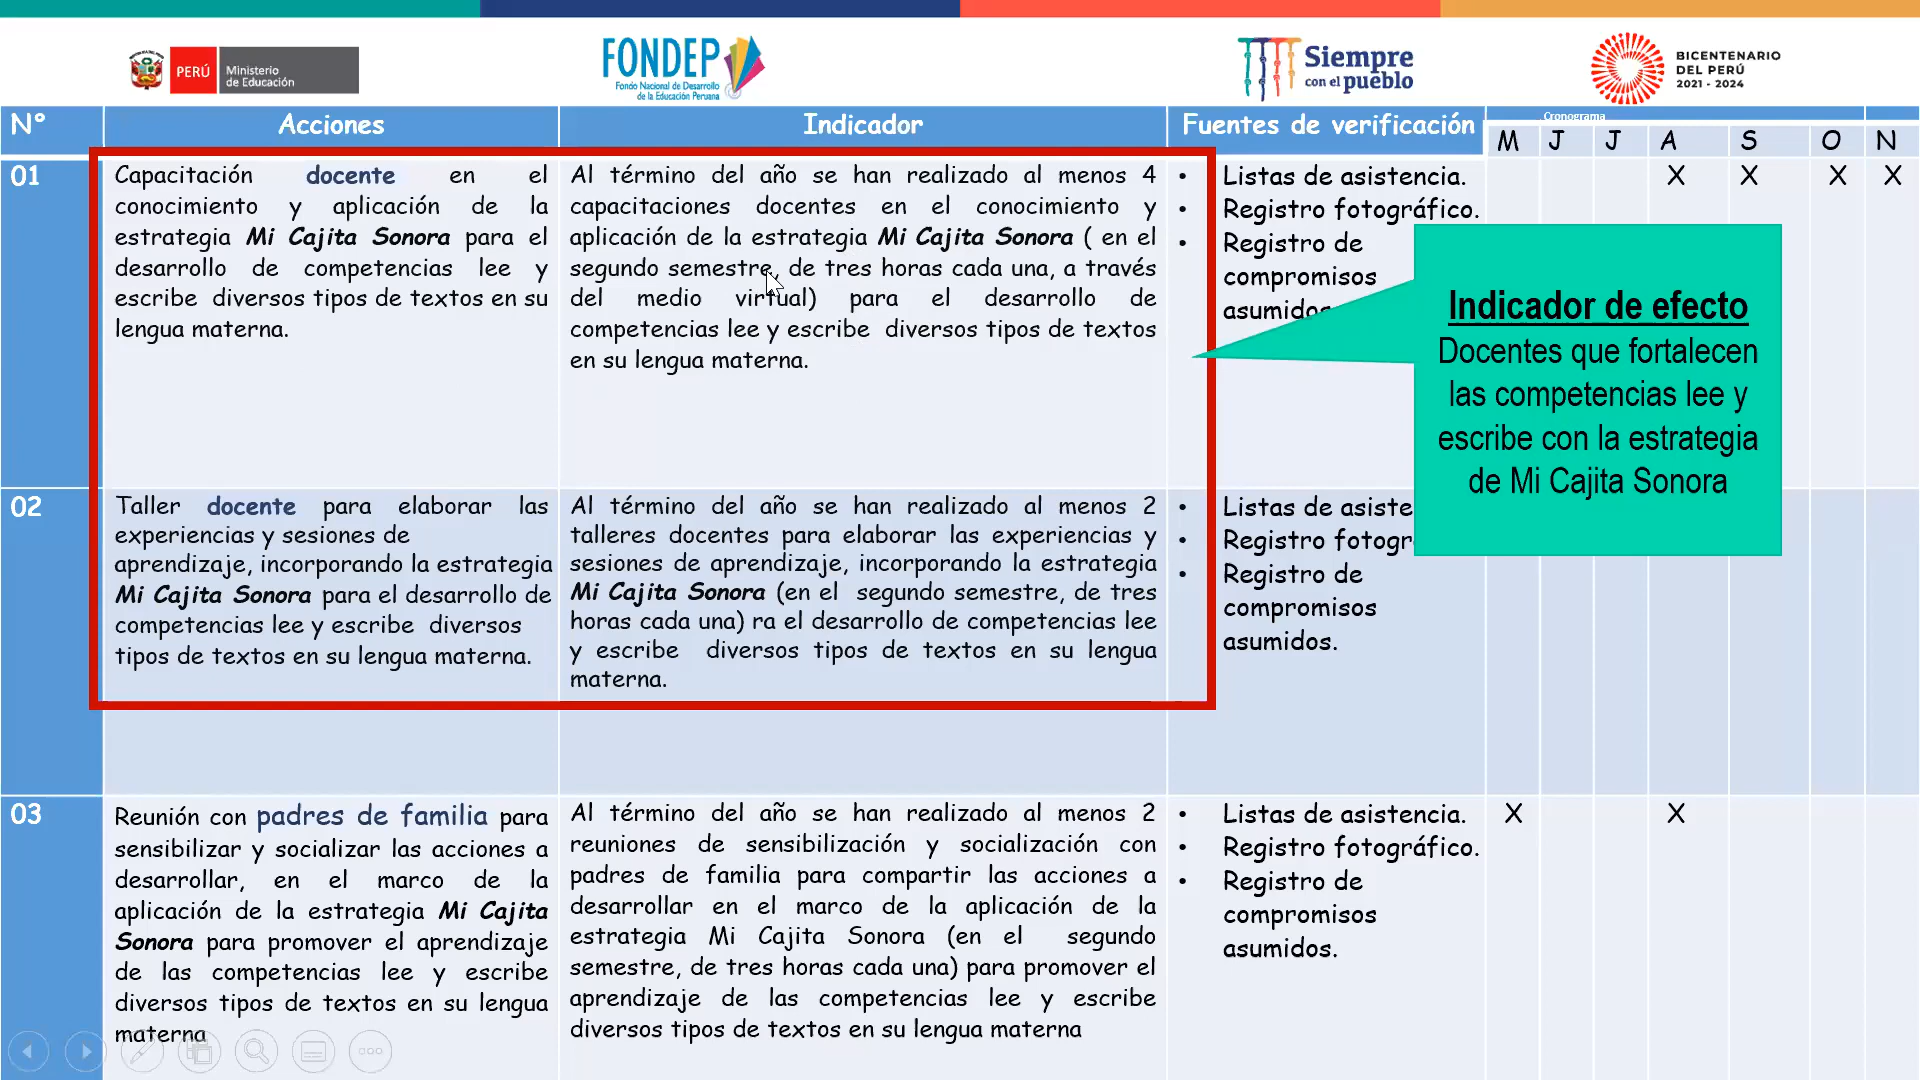 PERÚ
Ministerio
de Educación
FONDEP
Fondo Nacional de Desarrollo
de la Educación Peruana
Siempre
con el pueblo
BICENTENARIO
DEL PERÚ
2021 - 2024
N°
Acciones
Indicador
Fuentes de verificación
Cronograma
M J J A S O N
01
Capacitación docente en el
conocimiento y aplicación de la
estrategia Mi Cajita Sonora para el
desarrollo de competencias lee y
escribe diversos tipos de textos en su
lengua materna.
Al término del año se han realizado al menos 4
capacitaciones docentes en el conocimiento y
aplicación de la estrategia Mi Cajita Sonora ( en el
segundo semestre, de tres horas cada una, a través
del medio virtual) para el desarrollo de
competencias lee y escribe diversos tipos de textos
en su lengua materna.
• Listas de asistencia.
• Registro fotográfico.
• Registro de
compromisos
asumidos
X X X X
Indicador de efecto
Docentes que fortalecen
las competencias lee y
escribe con la estrategia
de Mi Cajita Sonora
02
Taller docente para elaborar las
experiencias y sesiones de
aprendizaje, incorporando la estrategia
Mi Cajita Sonora para el desarrollo de
competencias lee y escribe diversos
tipos de textos en su lengua materna.
Al término del año se han realizado al menos 2
talleres docentes para elaborar las experiencias y
sesiones de aprendizaje, incorporando la estrategia
Mi Cajita Sonora (en el segundo semestre, de tres
horas cada una) ra el desarrollo de competencias lee
y escribe diversos tipos de textos en su lengua
materna.
• Listas de asiste
• Registro fotogr
• Registro de
compromisos
asumidos.
03
Reunión con padres de familia para
sensibilizar y socializar las acciones a
desarrollar, en el marco de la
aplicación de la estrategia Mi Cajita
Sonora para promover el aprendizaje
de las competencias lee y escribe
diversos tipos de textos en su lengua
materna
Al término del año se han realizado al menos 2
reuniones de sensibilización y socialización con
padres de familia para compartir las acciones a
desarrollar en el marco de la aplicación de la
estrategia Mi Cajita Sonora (en el segundo
semestre, de tres horas cada una) para promover el
aprendizaje de las competencias lee y escribe
diversos tipos de textos en su lengua materna
• Listas de asistencia.
• Registro fotográfico.
• Registro de
compromisos
asumidos.
X X